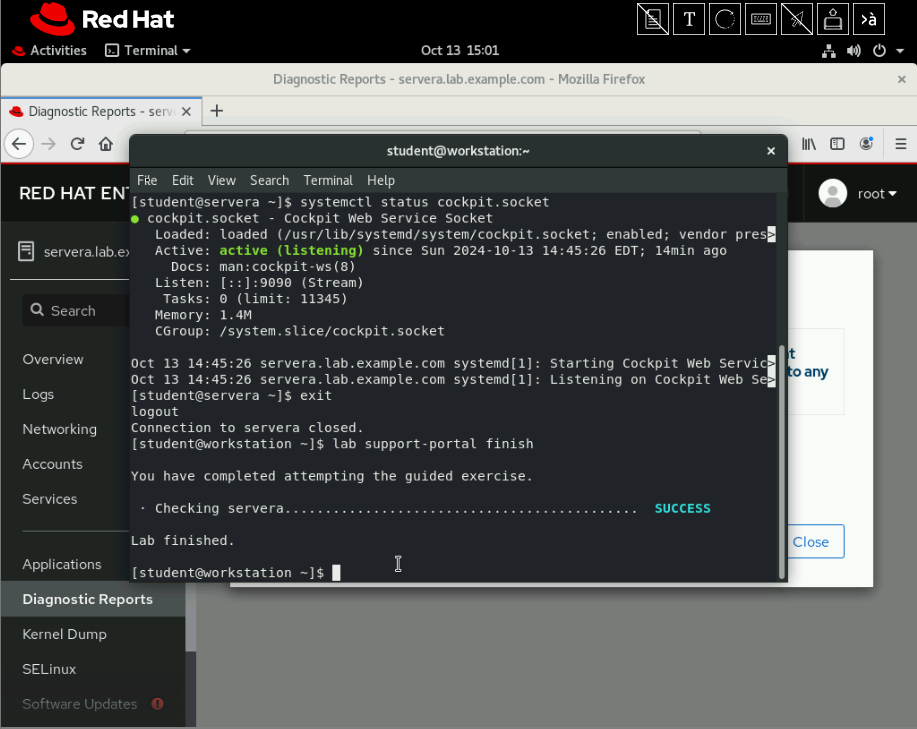 Red Hat
T
>à
Activities
Terminal
Oct 13 15:01
Diagnostic Reports - servera.lab.example.com - Mozilla Firefox
Diagnostic Reports - serv
student@workstation:~
RED HAT ENT
root
File Edit View Search Terminal Help
[student@servera ~]$ systemctl status cockpit.socket
● cockpit.socket - Cockpit Web Service Socket
Loaded: loaded (/usr/lib/systemd/system/cockpit.socket; enabled; vendor pres>
Active: active (listening) since Sun 2024-10-13 14:45:26 EDT; 14min ago
Docs: man:cockpit-ws(8)
Listen: [::]:9090 (Stream)
Tasks: 0 (limit: 11345)
Memory: 1.4M
CGroup: /system.slice/cockpit.socket
Oct 13 14:45:26 servera.lab.example.com systemd[1]: Starting Cockpit Web Servic>
Oct 13 14:45:26 servera.lab.example.com systemd[1]: Listening on Cockpit Web Se>
[student@servera ~]$ exit
logout
Connection to servera closed.
[student@workstation ~]$ lab support-portal finish
You have completed attempting the guided exercise.
· Checking servera............................................ SUCCESS
Lab finished.
[student@workstation ~]$
servera.lab.ex
Search
Overview
Logs
Networking
Accounts
Services
Applications
Diagnostic Reports
Kernel Dump
SELinux
Software Updates
to any
Close